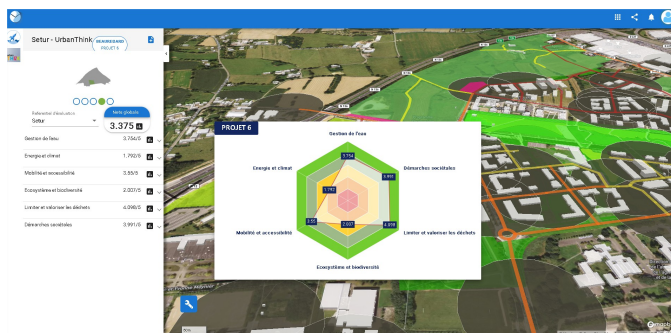 Setur - UrbanThink
BEAUREGARD
PROJET 6
Référentiel d'évaluation
Setur
Note globale
3.375
Gestion de l'eau 3.754/5
Energie et climat 1.792/5
Mobilité et accessibilité 3.55/5
Ecosystème et biodiversité 2.007/5
Limiter et valoriser les déchets 4.098/5
Démarches sociétales 3.991/5
PROJET 6
Gestion de l'eau
3.754
Energie et climat
Démarches sociétales
3.991
1.792
3.55
2.007
4.098
Mobilité et accessibilité
Limiter et valoriser les déchets
Ecosystème et biodiversité